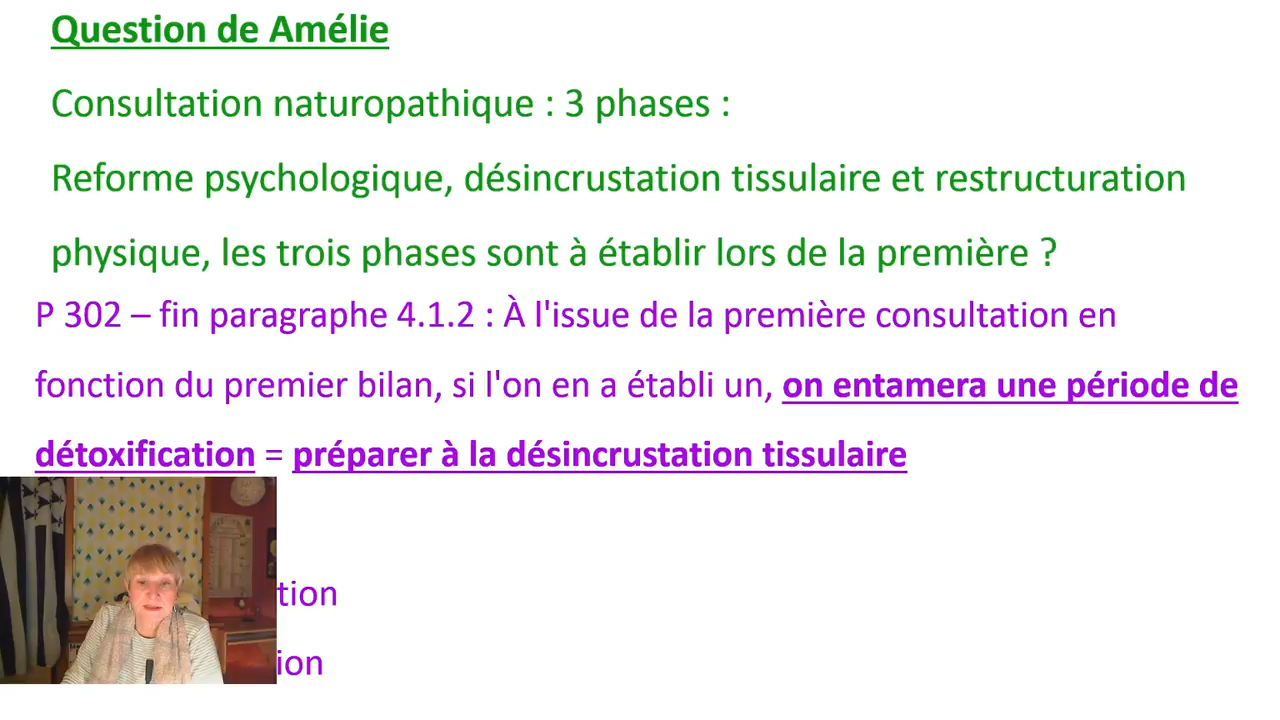 Question de Amélie
Consultation naturopathique : 3 phases :
Reforme psychologique, désincrustation tissulaire et restructuration
physique, les trois phases sont à établir lors de la première ?
P 302 – fin paragraphe 4.1.2 : À l'issue de la première consultation en
fonction du premier bilan, si l'on en a établi un, on entamera une période de
détoxification = préparer à la désincrustation tissulaire
tion
ion